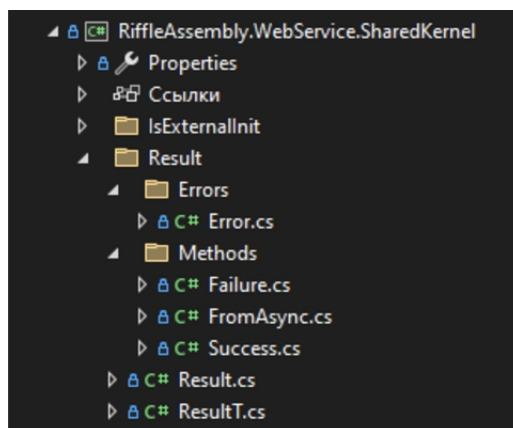 C# RiffleAssembly.WebService.SharedKernel
Properties
Ссылки
IsExternalInit
Result
Errors
C# Error.cs
Methods
C# Failure.cs
C# FromAsync.cs
C# Success.cs
C# Result.cs
C# ResultT.cs